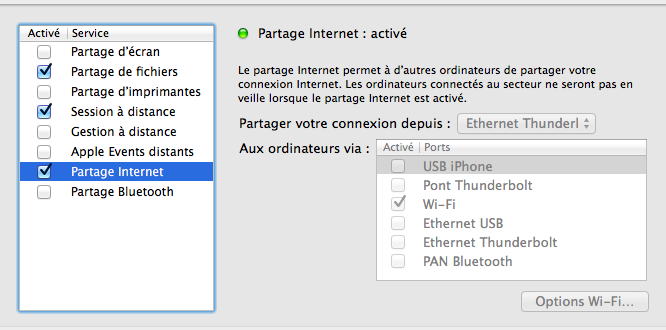 Activé Service
Partage d'écran
Partage de fichiers
Partage d'imprimantes
Session à distance
Gestion à distance
Apple Events distants
Partage Internet
Partage Bluetooth
Partage Internet : activé
Le partage Internet permet à d'autres ordinateurs de partager votre
connexion Internet. Les ordinateurs connectés au secteur ne seront pas en
veille lorsque le partage Internet est activé.
Partager votre connexion depuis : Ethernet Thunderl
Aux ordinateurs via : Activé Ports
USB iPhone
Pont Thunderbolt
Wi-Fi
Ethernet USB
Ethernet Thunderbolt
PAN Bluetooth
Options Wi-Fi...